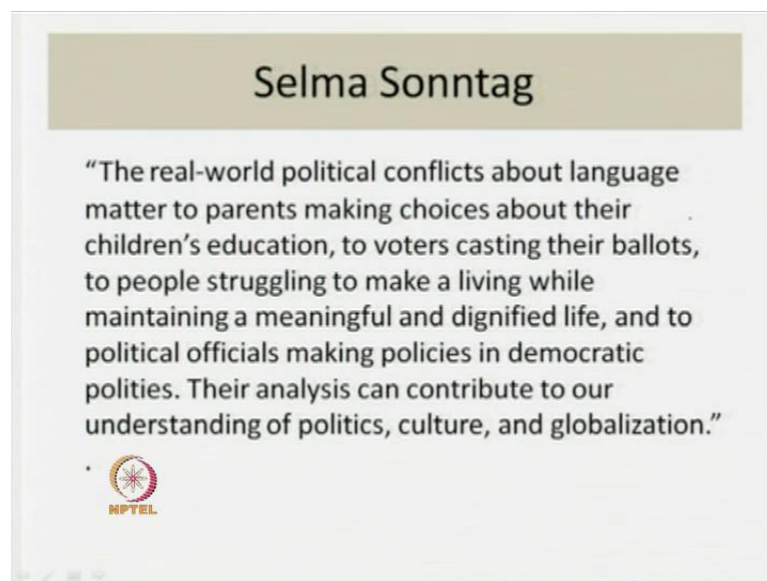 Selma Sonntag
“The real-world political conflicts about language
matter to parents making choices about their
children’s education, to voters casting their ballots,
to people struggling to make a living while
maintaining a meaningful and dignified life, and to
political officials making policies in democratic
polities. Their analysis can contribute to our
understanding of politics, culture, and globalization.”
.
NPTEL